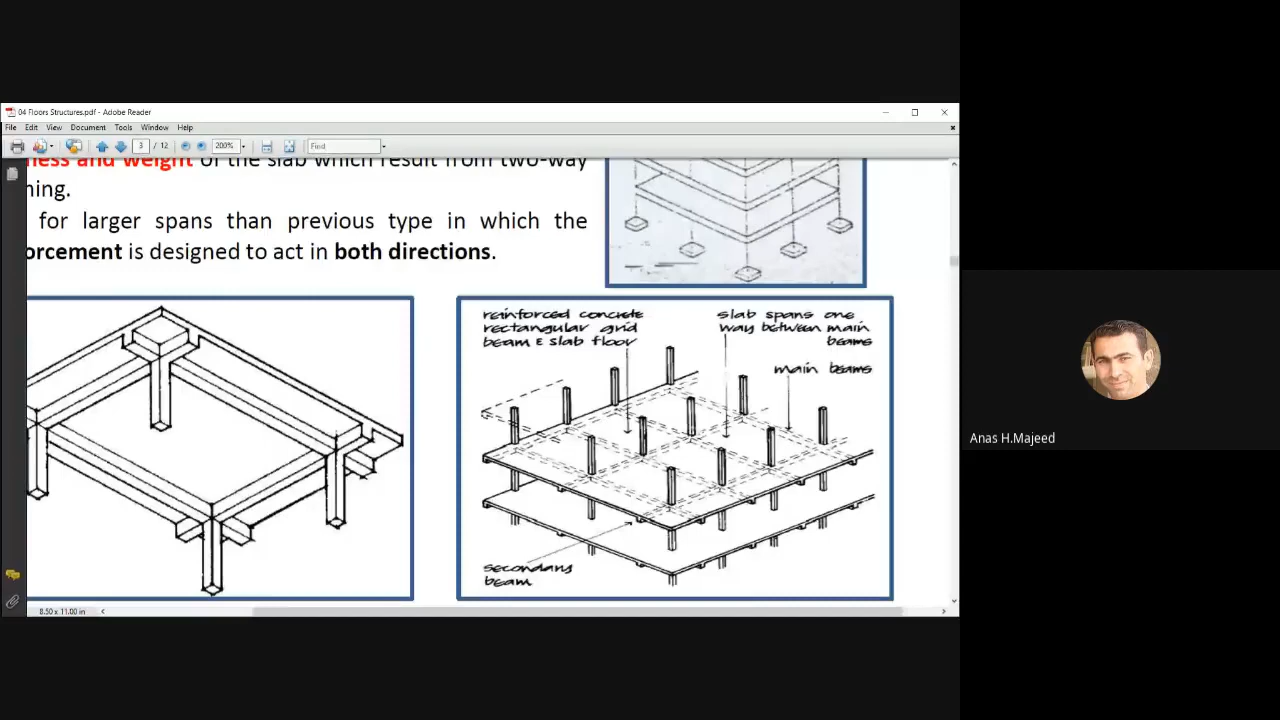 04 Floors Structures.pdf - Adobe Reader
File Edit View Document Tools Window Help
3 / 12 200% Find
ness and weight of the slab which result from two-way
ning.
for larger spans than previous type in which the
orcement is designed to act in both directions.
reinforced concrete
rectangular grid
beam & slab floor
slab spans one
way between main
beams
main beams
secondary
beam
8.50 x 11.00 in
Anas H.Majeed